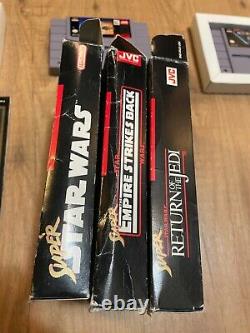 SUPER
STAR WARS
JVC
SUPER
STAR WARS
THE EMPIRE STRIKES BACK
JVC
SUPER
STAR WARS
RETURN OF THE JEDI